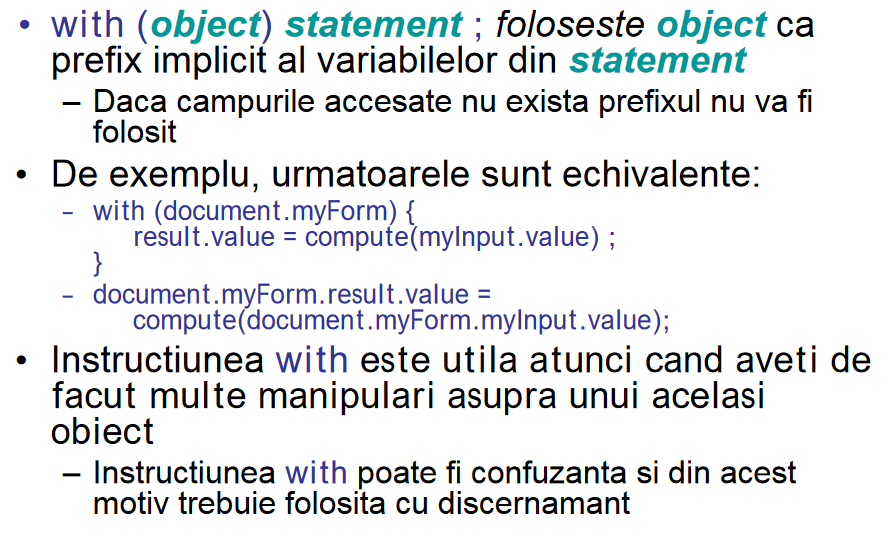 • with (object) statement ; foloseste object ca
prefix implicit al variabilelor din statement
– Daca campurile accesate nu exista prefixul nu va fi
folosit
• De exemplu, urmatoarele sunt echivalente:
– with (document.myForm) {
result.value = compute(myInput.value) ;
}
– document.myForm.result.value =
compute(document.myForm.myInput.value);
• Instructiunea with este utila atunci cand aveti de
facut multe manipulari asupra unui acelasi
obiect
– Instructiunea with poate fi confuzanta si din acest
motiv trebuie folosita cu discernamant